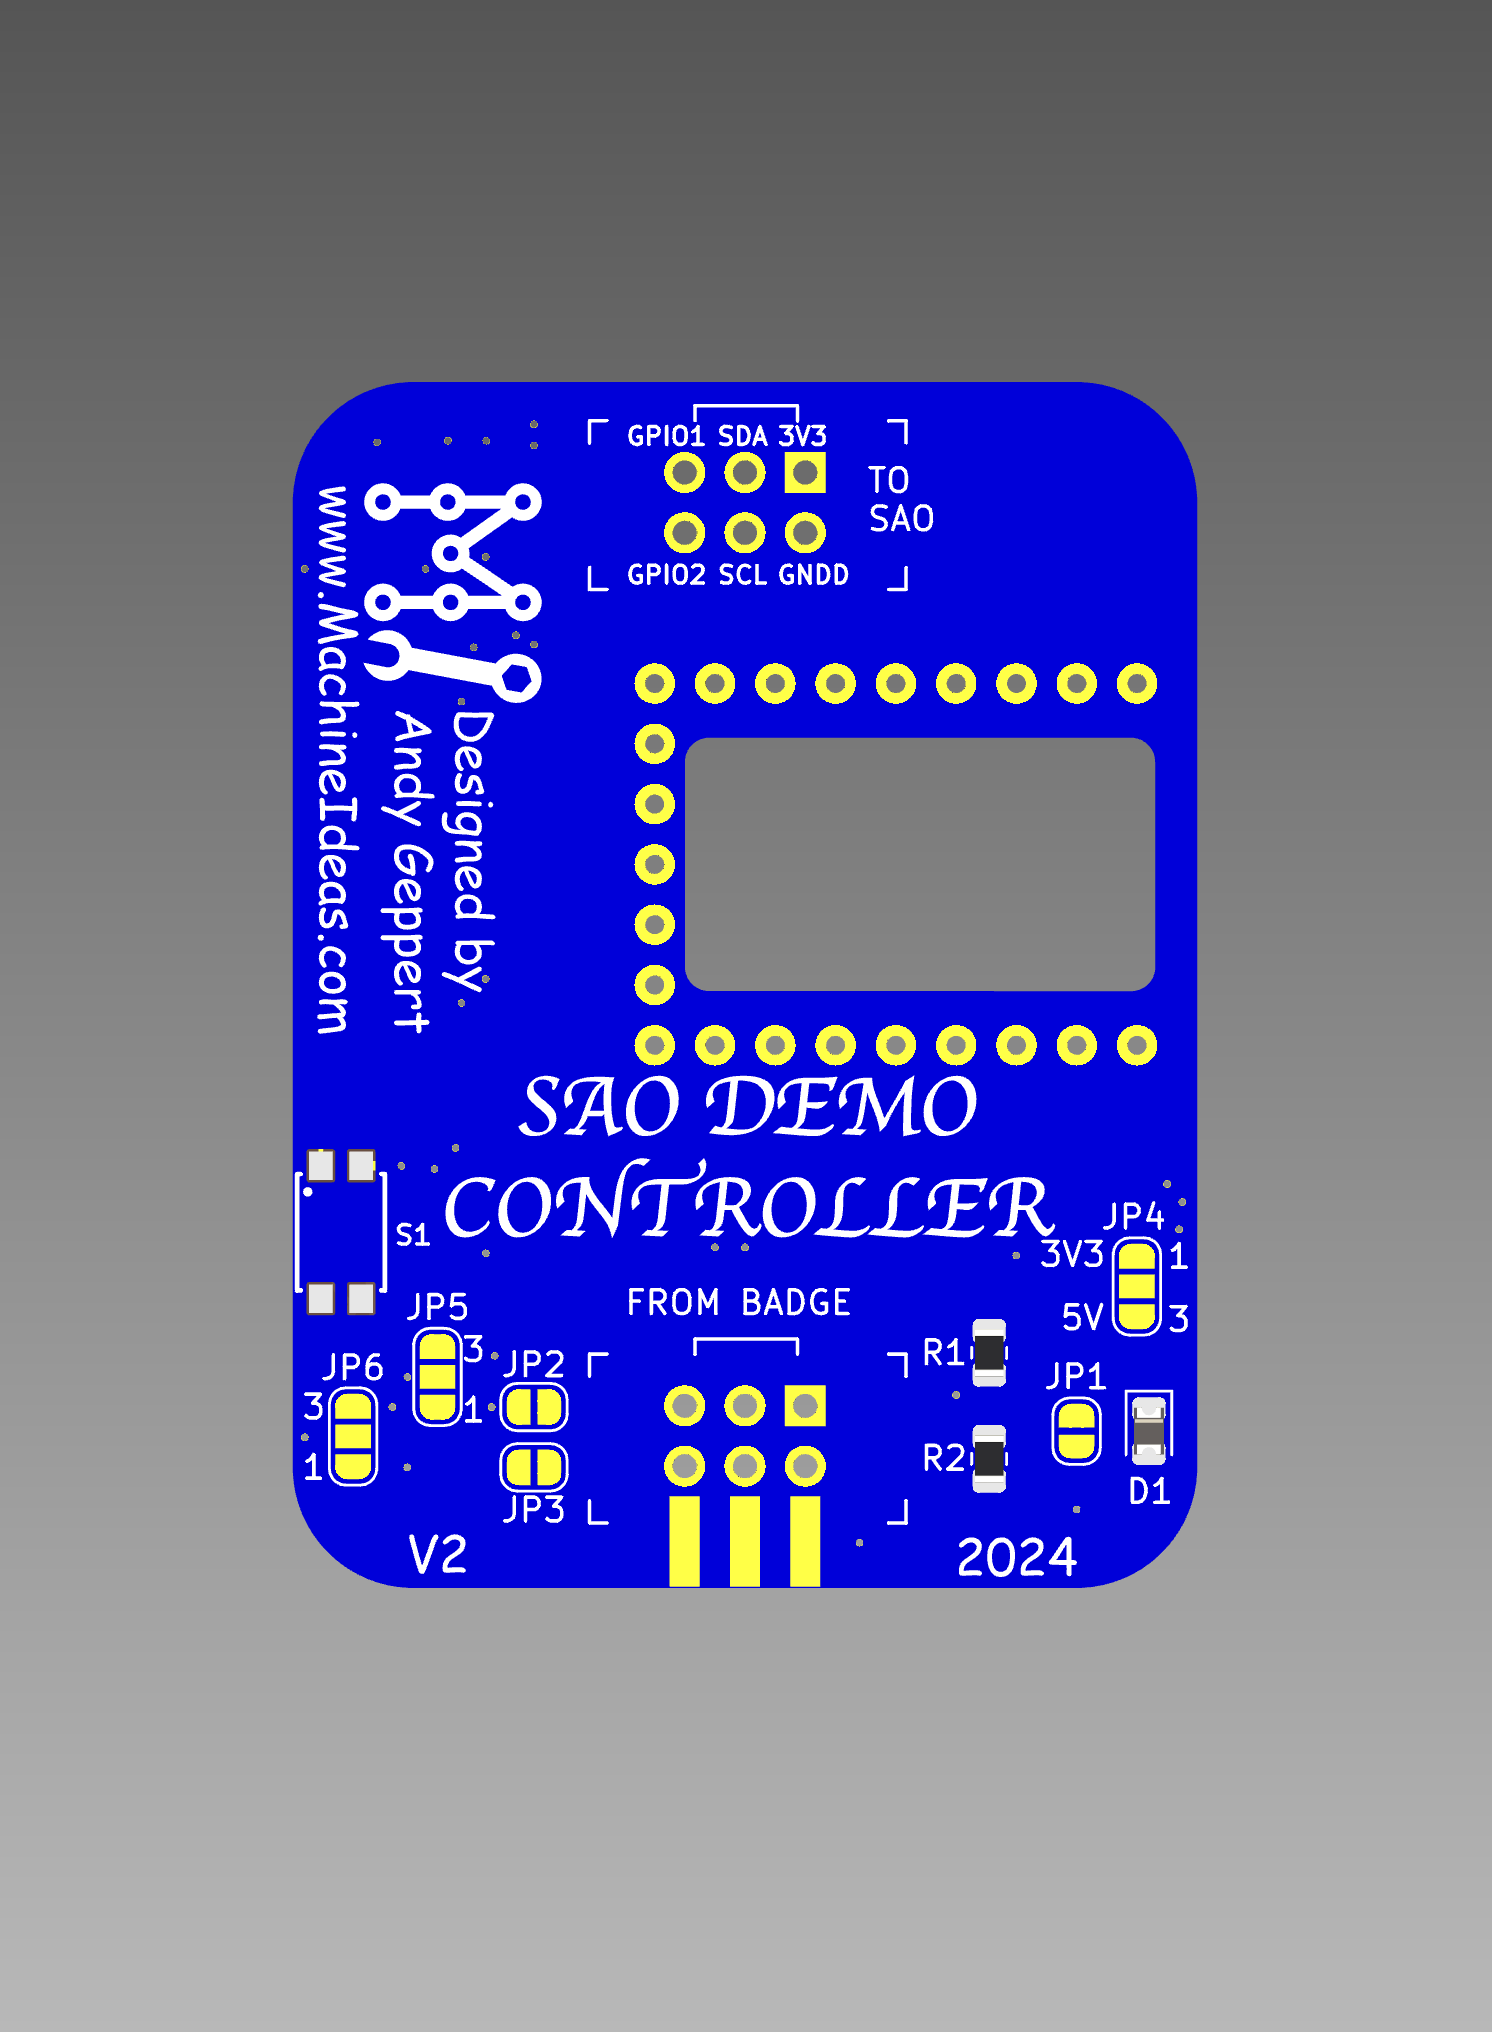 GPIO1 SDA 3V3
TO
SAO
GPIO2 SCL GNDD
www.MachineIdeas.com
Designed by
Andy Geppert
SAO DEMO
CONTROLLER
S1
JP4
3V3 1
5V 3
FROM BADGE
JP5
3
1
JP6
3
1
JP2
JP3
R1
R2
JP1
D1
V2
2024